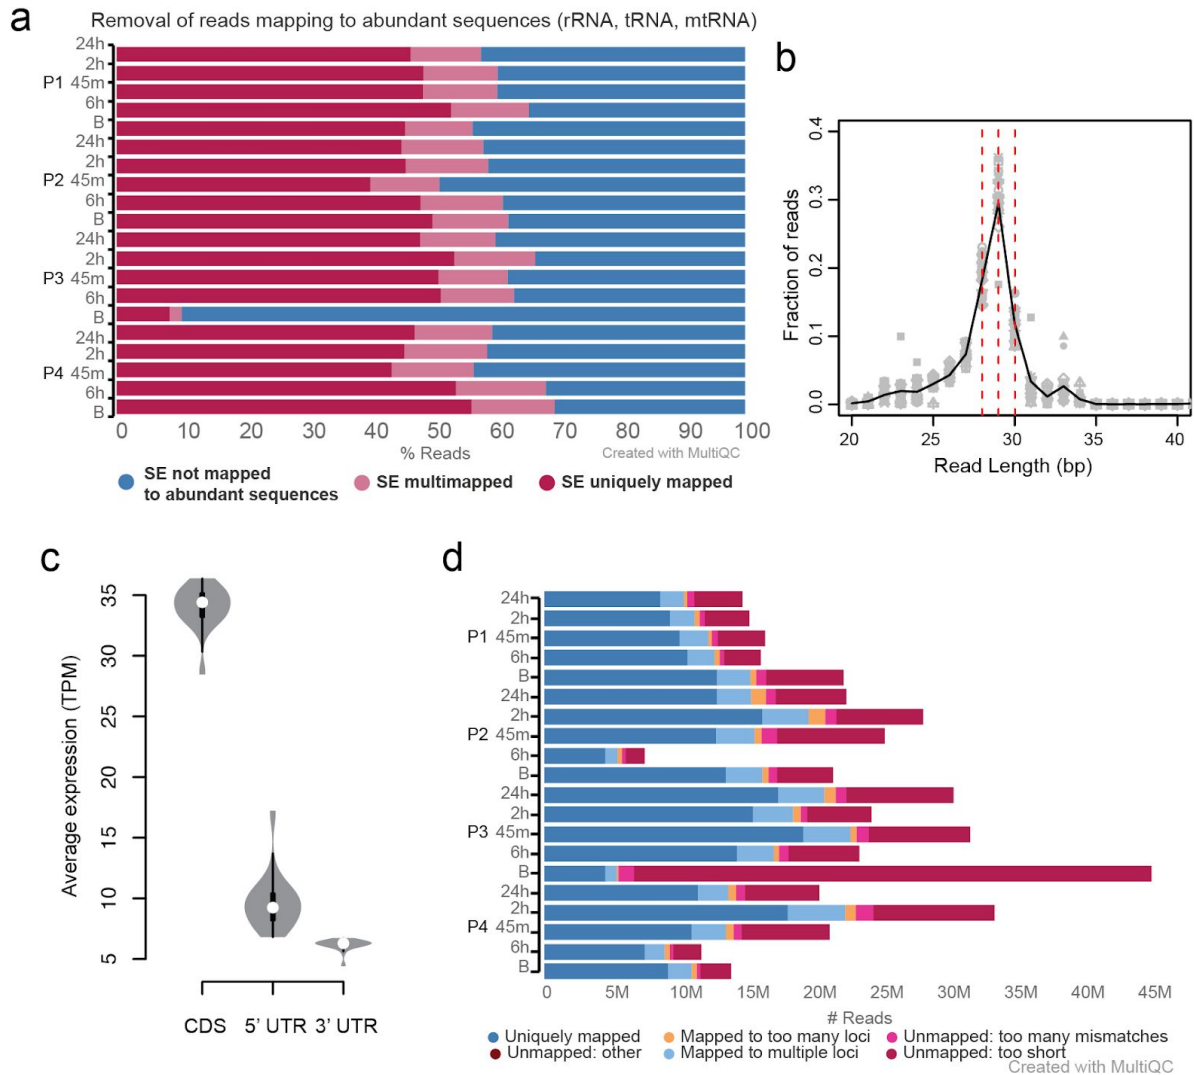 a
Removal of reads mapping to abundant sequences (rRNA, tRNA, mtRNA)
24h
2h
P1 45m
6h
B
24h
2h
P2 45m
6h
B
24h
2h
P3 45m
6h
B
24h
2h
P4 45m
6h
B
0 10 20 30 40 50 60 70 80 90 100
% Reads
Created with MultiQC
SE not mapped
to abundant sequences
SE multimapped
SE uniquely mapped
b
Fraction of reads
0.4
0.3
0.2
0.1
0.0
20 25 30 35 40
Read Length (bp)
c
Average expression (TPM)
35
30
25
20
15
10
5
CDS 5' UTR 3' UTR
d
24h
2h
P1 45m
6h
B
24h
2h
P2 45m
6h
B
24h
2h
P3 45m
6h
B
24h
2h
P4 45m
6h
B
0 5M 10M 15M 20M 25M 30M 35M 40M 45M
# Reads
Uniquely mapped
Mapped to too many loci
Unmapped: too many mismatches
Unmapped: other
Mapped to multiple loci
Unmapped: too short
Created with MultiQC